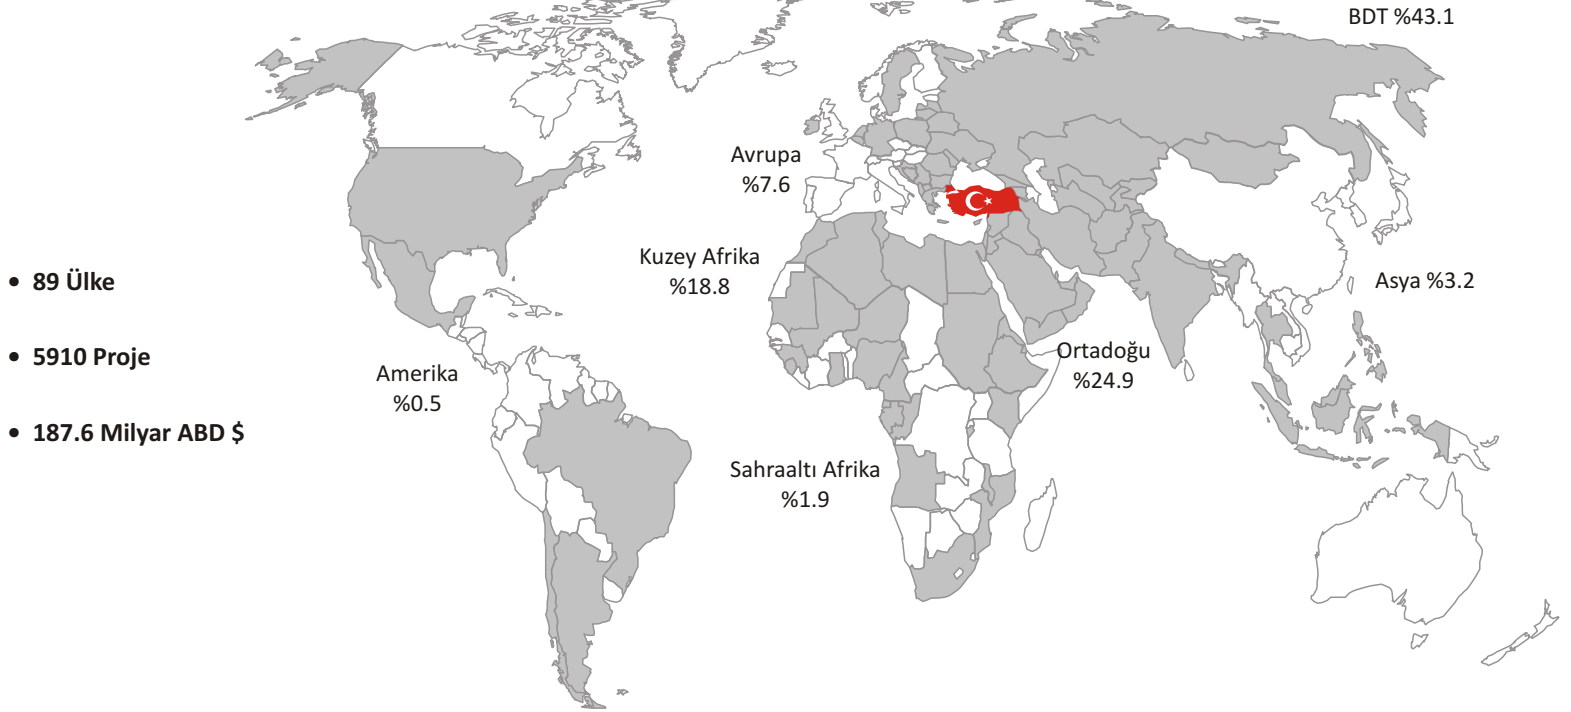 BDT %43.1
Avrupa
%7.6
Kuzey Afrika
%18.8
• 89 Ülke
Asya %3.2
• 5910 Proje
Ortadoğu
%24.9
Amerika
%0.5
• 187.6 Milyar ABD $
Sahraaltı Afrika
%1.9